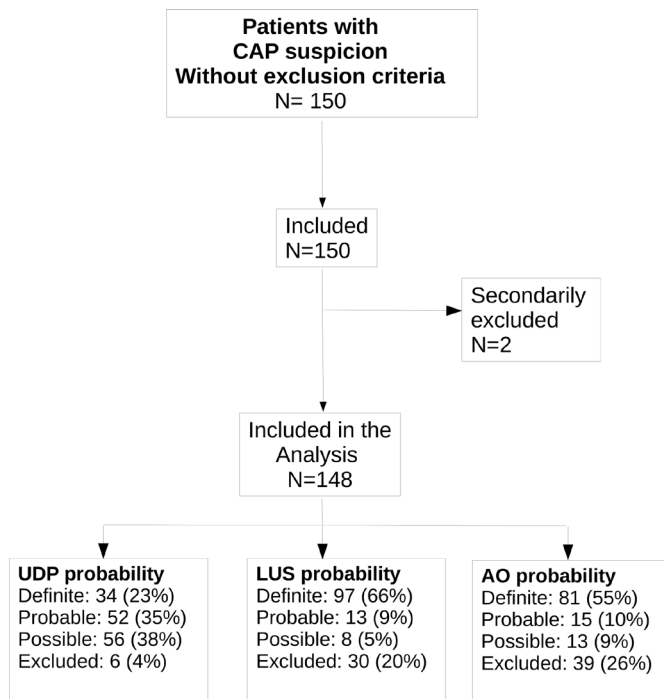 Patients with
CAP suspicion
Without exclusion criteria
N= 150
Included
N=150
Secondarily
excluded
N=2
Included in the
Analysis
N=148
UDP probability
Definite: 34 (23%)
Probable: 52 (35%)
Possible: 56 (38%)
Excluded: 6 (4%)
LUS probability
Definite: 97 (66%)
Probable: 13 (9%)
Possible: 8 (5%)
Excluded: 30 (20%)
AO probability
Definite: 81 (55%)
Probable: 15 (10%)
Possible: 13 (9%)
Excluded: 39 (26%)